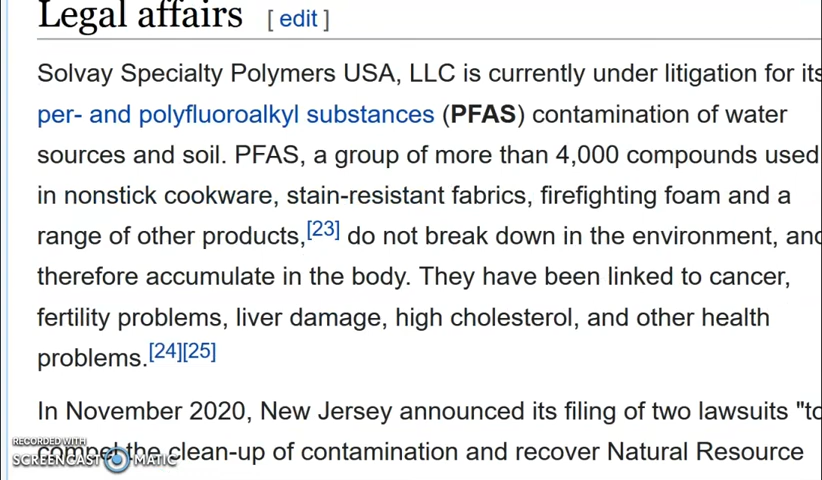 Legal affairs [ edit ]
Solvay Specialty Polymers USA, LLC is currently under litigation for its
per- and polyfluoroalkyl substances (PFAS) contamination of water
sources and soil. PFAS, a group of more than 4,000 compounds used
in nonstick cookware, stain-resistant fabrics, firefighting foam and a
range of other products,[23] do not break down in the environment, and
therefore accumulate in the body. They have been linked to cancer,
fertility problems, liver damage, high cholesterol, and other health
problems.[24][25]
In November 2020, New Jersey announced its filing of two lawsuits "to
compel the clean-up of contamination and recover Natural Resource
RECORDED WITH
SCREENCAST MATIC